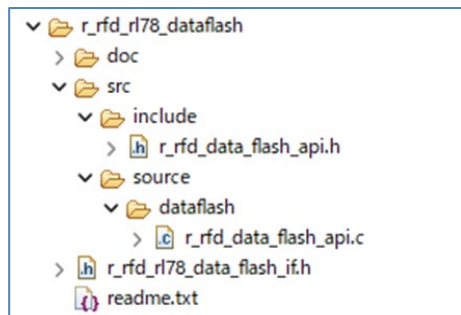 r_rfd_rl78_dataflash
doc
src
include
r_rfd_data_flash_api.h
source
dataflash
r_rfd_data_flash_api.c
r_rfd_rl78_data_flash_if.h
readme.txt